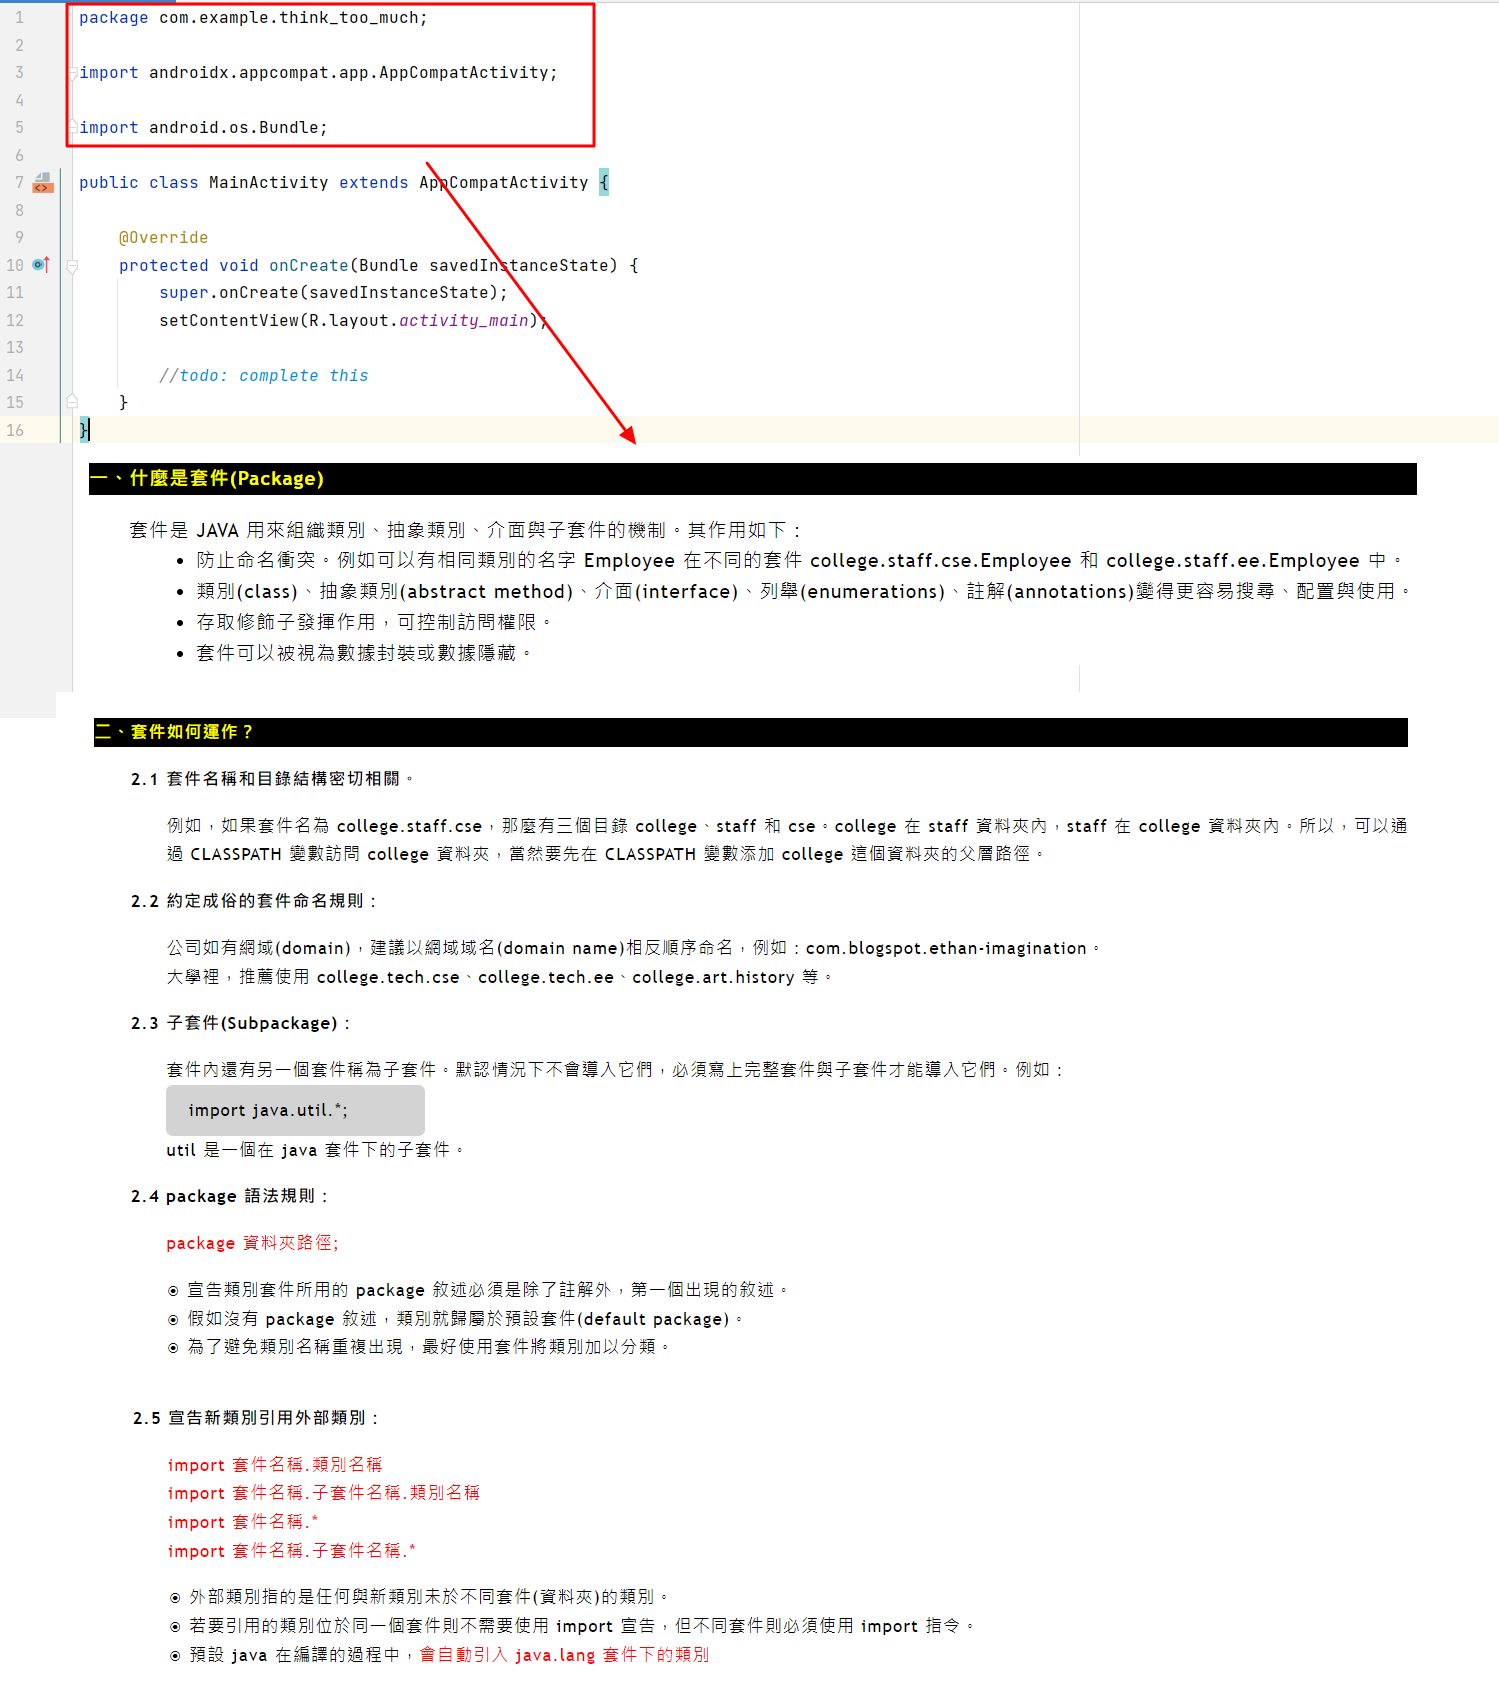 1 package com.example.think_too_much;
2
3 import androidx.appcompat.app.AppCompatActivity;
4
5 import android.os.Bundle;
6
7 public class MainActivity extends AppCompatActivity {
8
9 @Override
10 protected void onCreate(Bundle savedInstanceState) {
11 super.onCreate(savedInstanceState);
12 setContentView(R.layout.activity_main);
13
14 //todo: complete this
15 }
16 }
一、什麼是套件(Package)
套件是 JAVA 用來組織類別、抽象類別、介面與子套件的機制。其作用如下：
• 防止命名衝突。例如可以有相同類別的名字 Employee 在不同的套件 college.staff.cse.Employee 和 college.staff.ee.Employee 中。
• 類別(class)、抽象類別(abstract method)、介面(interface)、列舉(enumerations)、註解(annotations)變得更容易搜尋、配置與使用。
• 存取修飾子發揮作用，可控制訪問權限。
• 套件可以被視為數據封裝或數據隱藏。
二、套件如何運作？
2.1 套件名稱和目錄結構密切相關。
例如，如果套件名為 college.staff.cse，那麼有三個目錄 college、staff 和 cse。college 在 staff 資料夾內，staff 在 college 資料夾內。所以，可以通
過 CLASSPATH 變數訪問 college 資料夾，當然要先在 CLASSPATH 變數添加 college 這個資料夾的父層路徑。
2.2 約定成俗的套件命名規則：
公司如有網域(domain)，建議以網域域名(domain name)相反順序命名，例如：com.blogspot.ethan-imagination。
大學裡，推薦使用 college.tech.cse、college.tech.ee、college.art.history 等。
2.3 子套件(Subpackage)：
套件內還有另一個套件稱為子套件。默認情況下不會導入它們，必須寫上完整套件與子套件才能導入它們。例如：
import java.util.*;
util 是一個在 java 套件下的子套件。
2.4 package 語法規則：
package 資料夾路徑;
◉ 宣告類別套件所用的 package 敘述必須是除了註解外，第一個出現的敘述。
◉ 假如沒有 package 敘述，類別就歸屬於預設套件(default package)。
◉ 為了避免類別名稱重複出現，最好使用套件將類別加以分類。
2.5 宣告新類別引用外部類別：
import 套件名稱.類別名稱
import 套件名稱.子套件名稱.類別名稱
import 套件名稱.*
import 套件名稱.子套件名稱.*
◉ 外部類別指的是任何與新類別未於不同套件(資料夾)的類別。
◉ 若要引用的類別位於同一個套件則不需要使用 import 宣告，但不同套件則必須使用 import 指令。
◉ 預設 java 在編譯的過程中，會自動引入 java.lang 套件下的類別